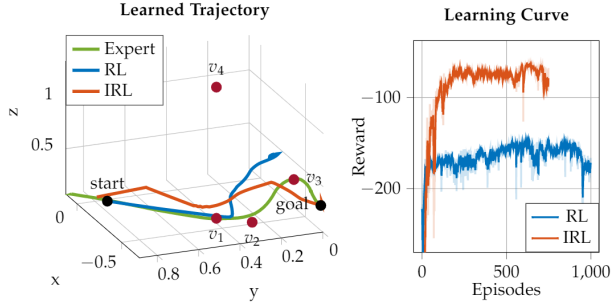 Learned Trajectory
Expert
RL
IRL
z
1
0.5
v4
start
v3
goal
v1
v2
0
−0.5
x
0.8
0.6
0.4
0.2
0
y
Learning Curve
Reward
−100
−200
RL
IRL
0
500
1,000
Episodes